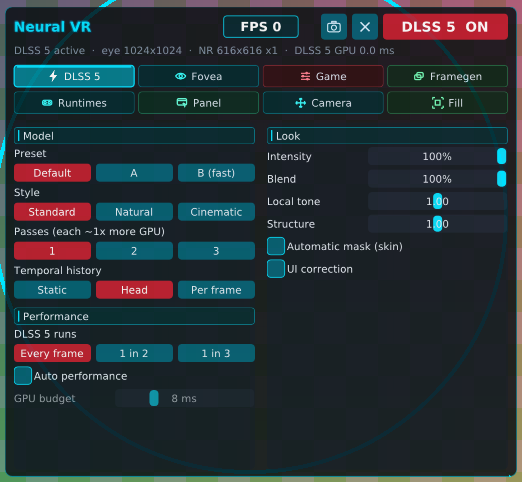 Neural VR
FPS 0
DLSS 5 ON
DLSS 5 active · eye 1024x1024 · NR 616x616 x1 · DLSS 5 GPU 0.0 ms
DLSS 5
Fovea
Game
Framegen
Runtimes
Panel
Camera
Fill
Model
Preset
Default A B (fast)
Style
Standard Natural Cinematic
Passes (each ~1x more GPU)
1 2 3
Temporal history
Static Head Per frame
Performance
DLSS 5 runs
Every frame 1 in 2 1 in 3
Auto performance
GPU budget 8 ms
Look
Intensity 100%
Blend 100%
Local tone 1.00
Structure 1.00
Automatic mask (skin)
UI correction